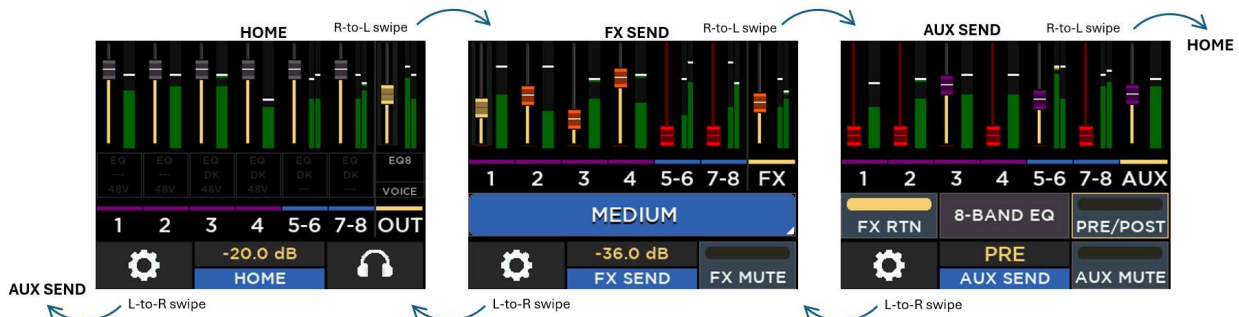 HOME R-to-L swipe FX SEND R-to-L swipe AUX SEND R-to-L swipe
HOME
EQ EQ EQ EQ EQ EQ EQ8
--- --- DK DK DK DK
48V 48V 48V 48V --- --- VOICE
1 2 3 4 5-6 7-8 OUT
-20.0 dB
HOME
1 2 3 4 5-6 7-8 FX
MEDIUM
-36.0 dB
FX SEND FX MUTE
1 2 3 4 5-6 7-8 AUX
FX RTN 8-BAND EQ PRE/POST
PRE
AUX SEND AUX MUTE
AUX SEND
L-to-R swipe L-to-R swipe L-to-R swipe